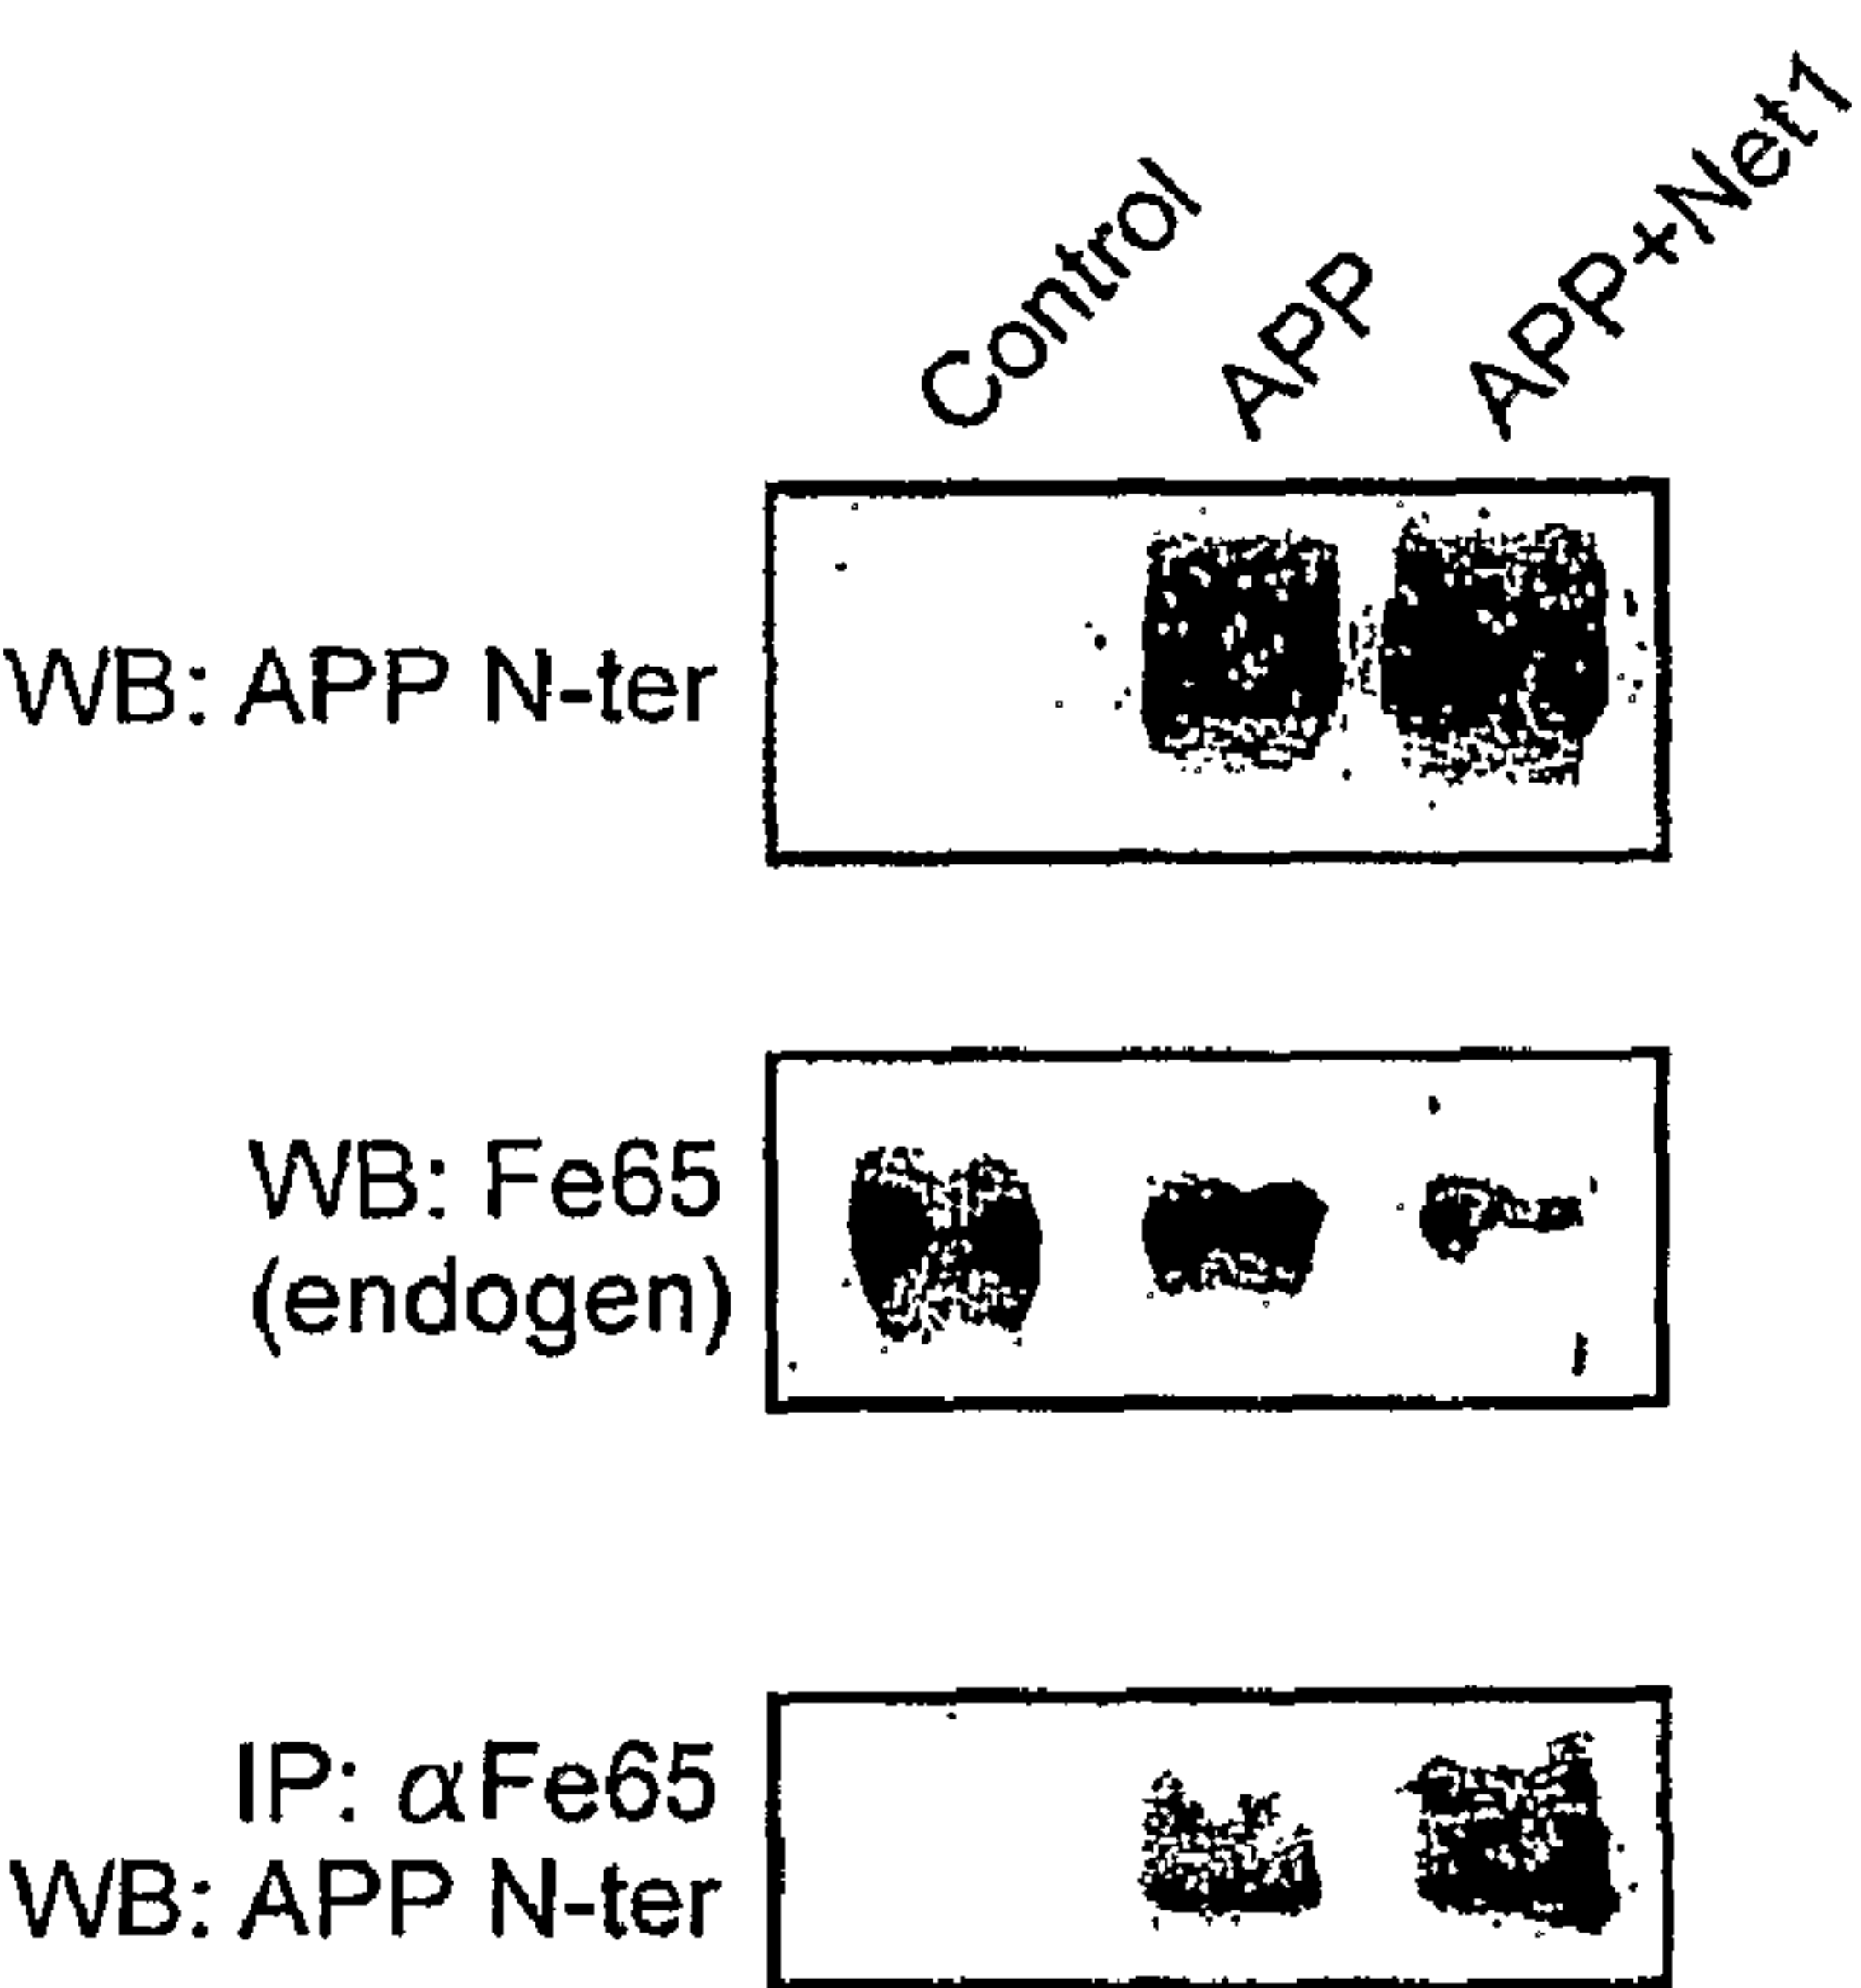 Control
APP
APP+Net1
WB: APP N-ter
WB: Fe65
(endogen)
IP: αFe65
WB: APP N-ter